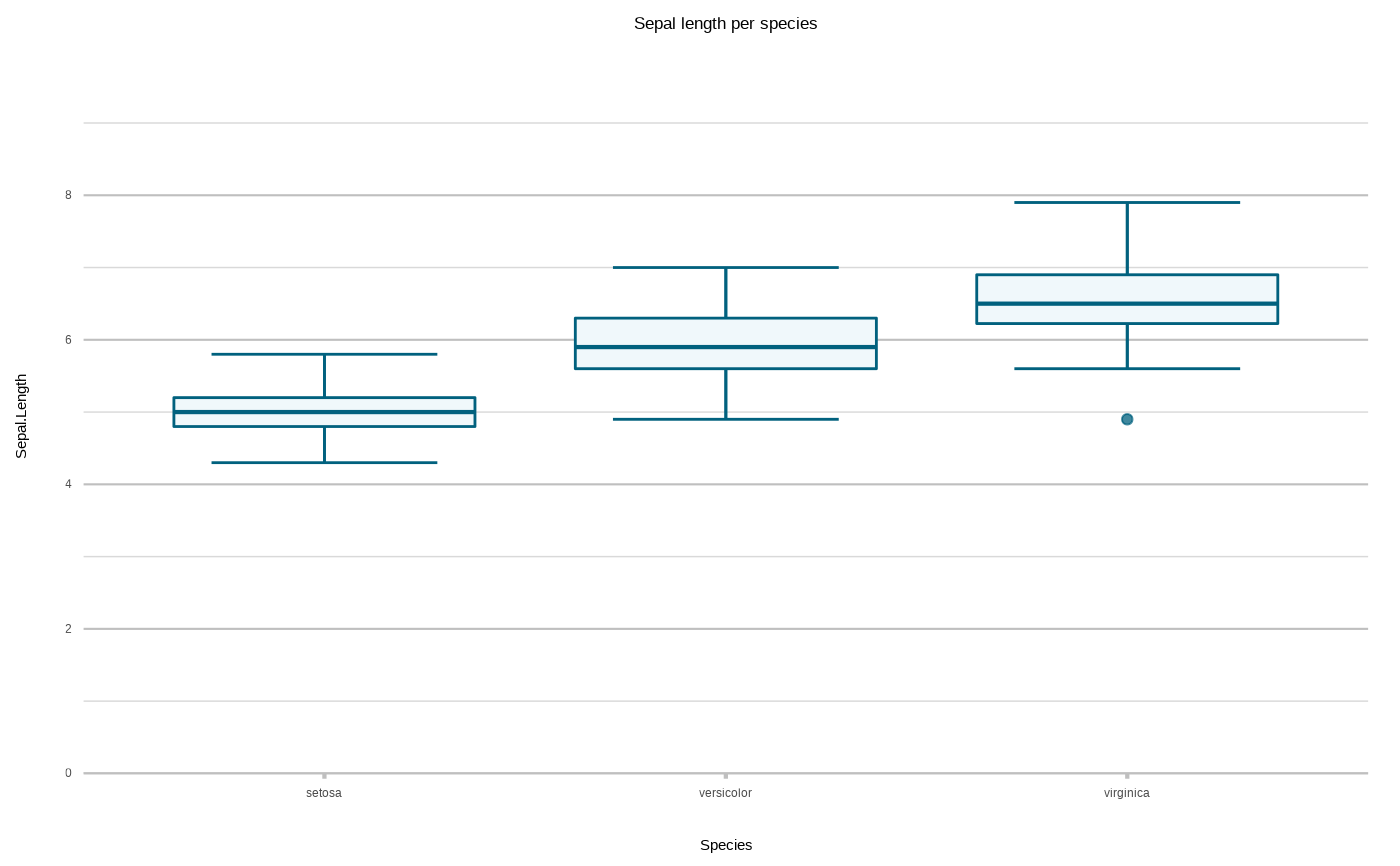 Sepal length per species
8
6
4
2
0
Sepal.Length
setosa
versicolor
virginica
Species